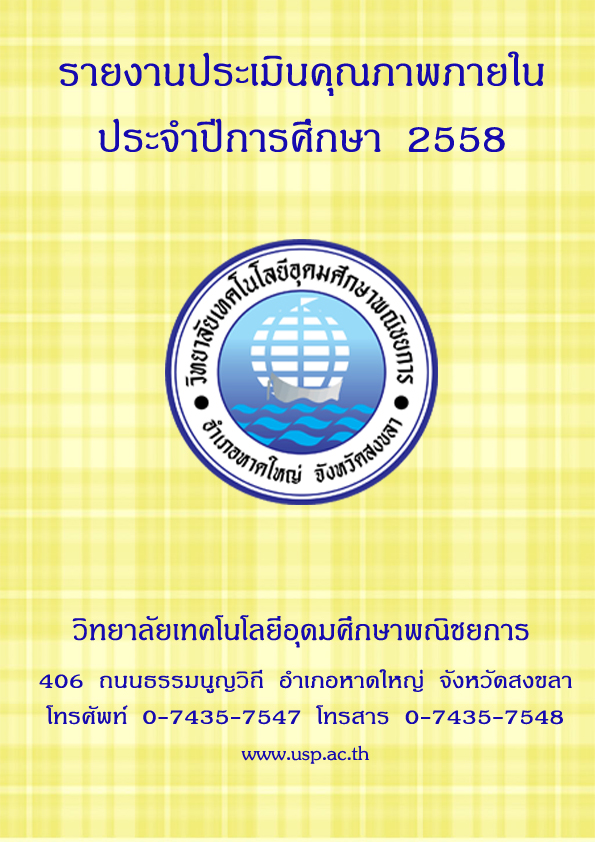 รายงานประเมินคุณภาพภายใน
ประจำปีการศึกษา 2558
วิทยาลัยเทคโนโลยีอุดมศึกษาพณิชยการ
อำเภอหาดใหญ่ จังหวัดสงขลา
วิทยาลัยเทคโนโลยีอุดมศึกษาพณิชยการ
406 ถนนธรรมนูญวิถี อำเภอหาดใหญ่ จังหวัดสงขลา
โทรศัพท์ 0-7435-7547 โทรสาร 0-7435-7548
www.usp.ac.th